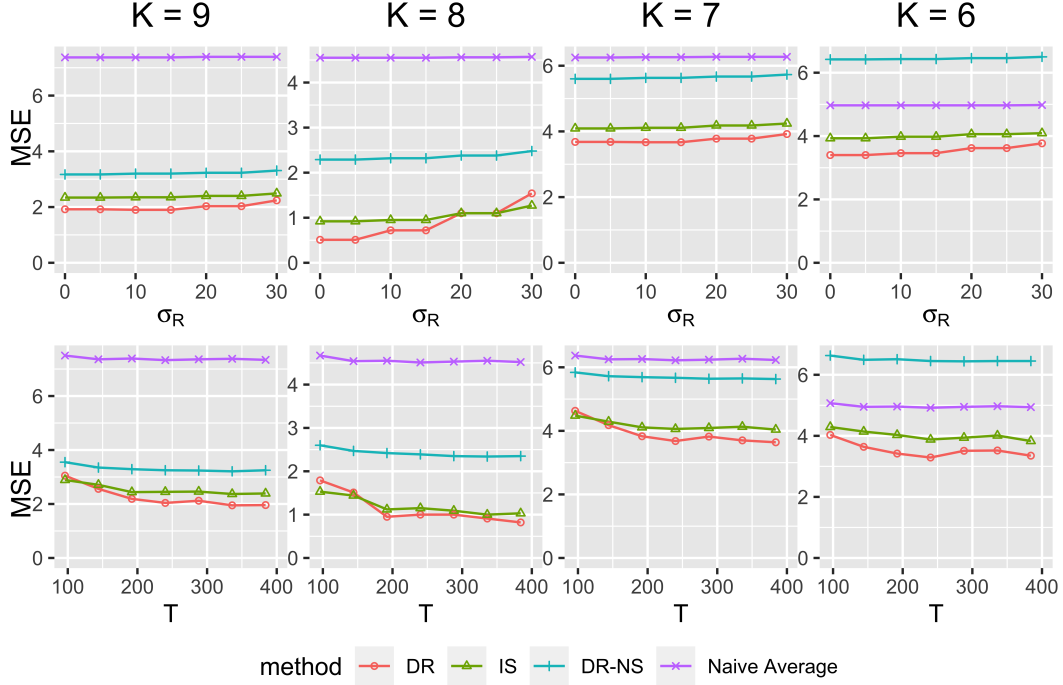 K = 9 K = 8 K = 7 K = 6
MSE
0 2 4 6
0 1 2 3 4
0 2 4 6
0 2 4 6
0 10 20 30 0 10 20 30 0 10 20 30 0 10 20 30
σR σR σR σR
MSE
0 2 4 6
0 1 2 3 4
0 2 4 6
0 2 4 6
100 200 300 400 100 200 300 400 100 200 300 400 100 200 300 400
T T T T
method DR IS DR-NS Naive Average